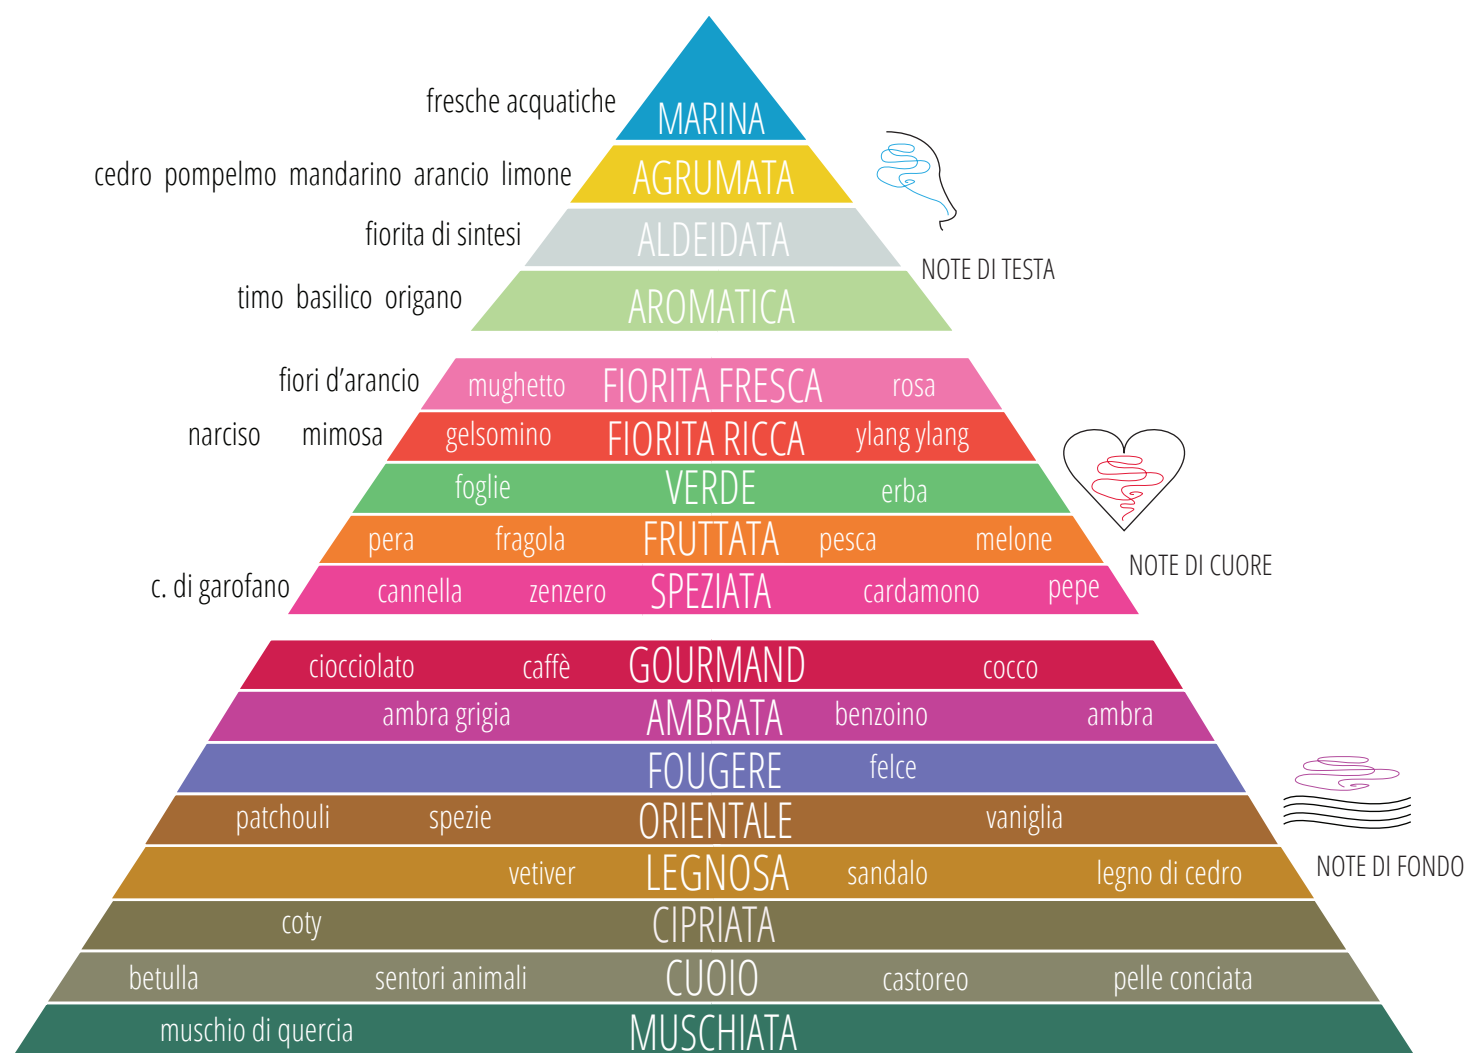 fresche acquatiche MARINA
cedro pompelmo mandarino arancio limone AGRUMATA
fiorita di sintesi ALDEIDATA
NOTE DI TESTA
timo basilico origano AROMATICA
fiori d’arancio mughetto FIORITA FRESCA rosa
narciso mimosa gelsomino FIORITA RICCA ylang ylang
foglie VERDE erba
pera fragola FRUTTATA pesca melone
NOTE DI CUORE
c. di garofano cannella zenzero SPEZIATA cardamono pepe
ciocciolato caffè GOURMAND cocco
ambra grigia AMBRATA benzoino ambra
FOUGERE felce
patchouli spezie ORIENTALE vaniglia
vetiver LEGNOSA sandalo legno di cedro
NOTE DI FONDO
coty CIPRIATA
betulla sentori animali CUOIO castoreo pelle conciata
muschio di quercia MUSCHIATA